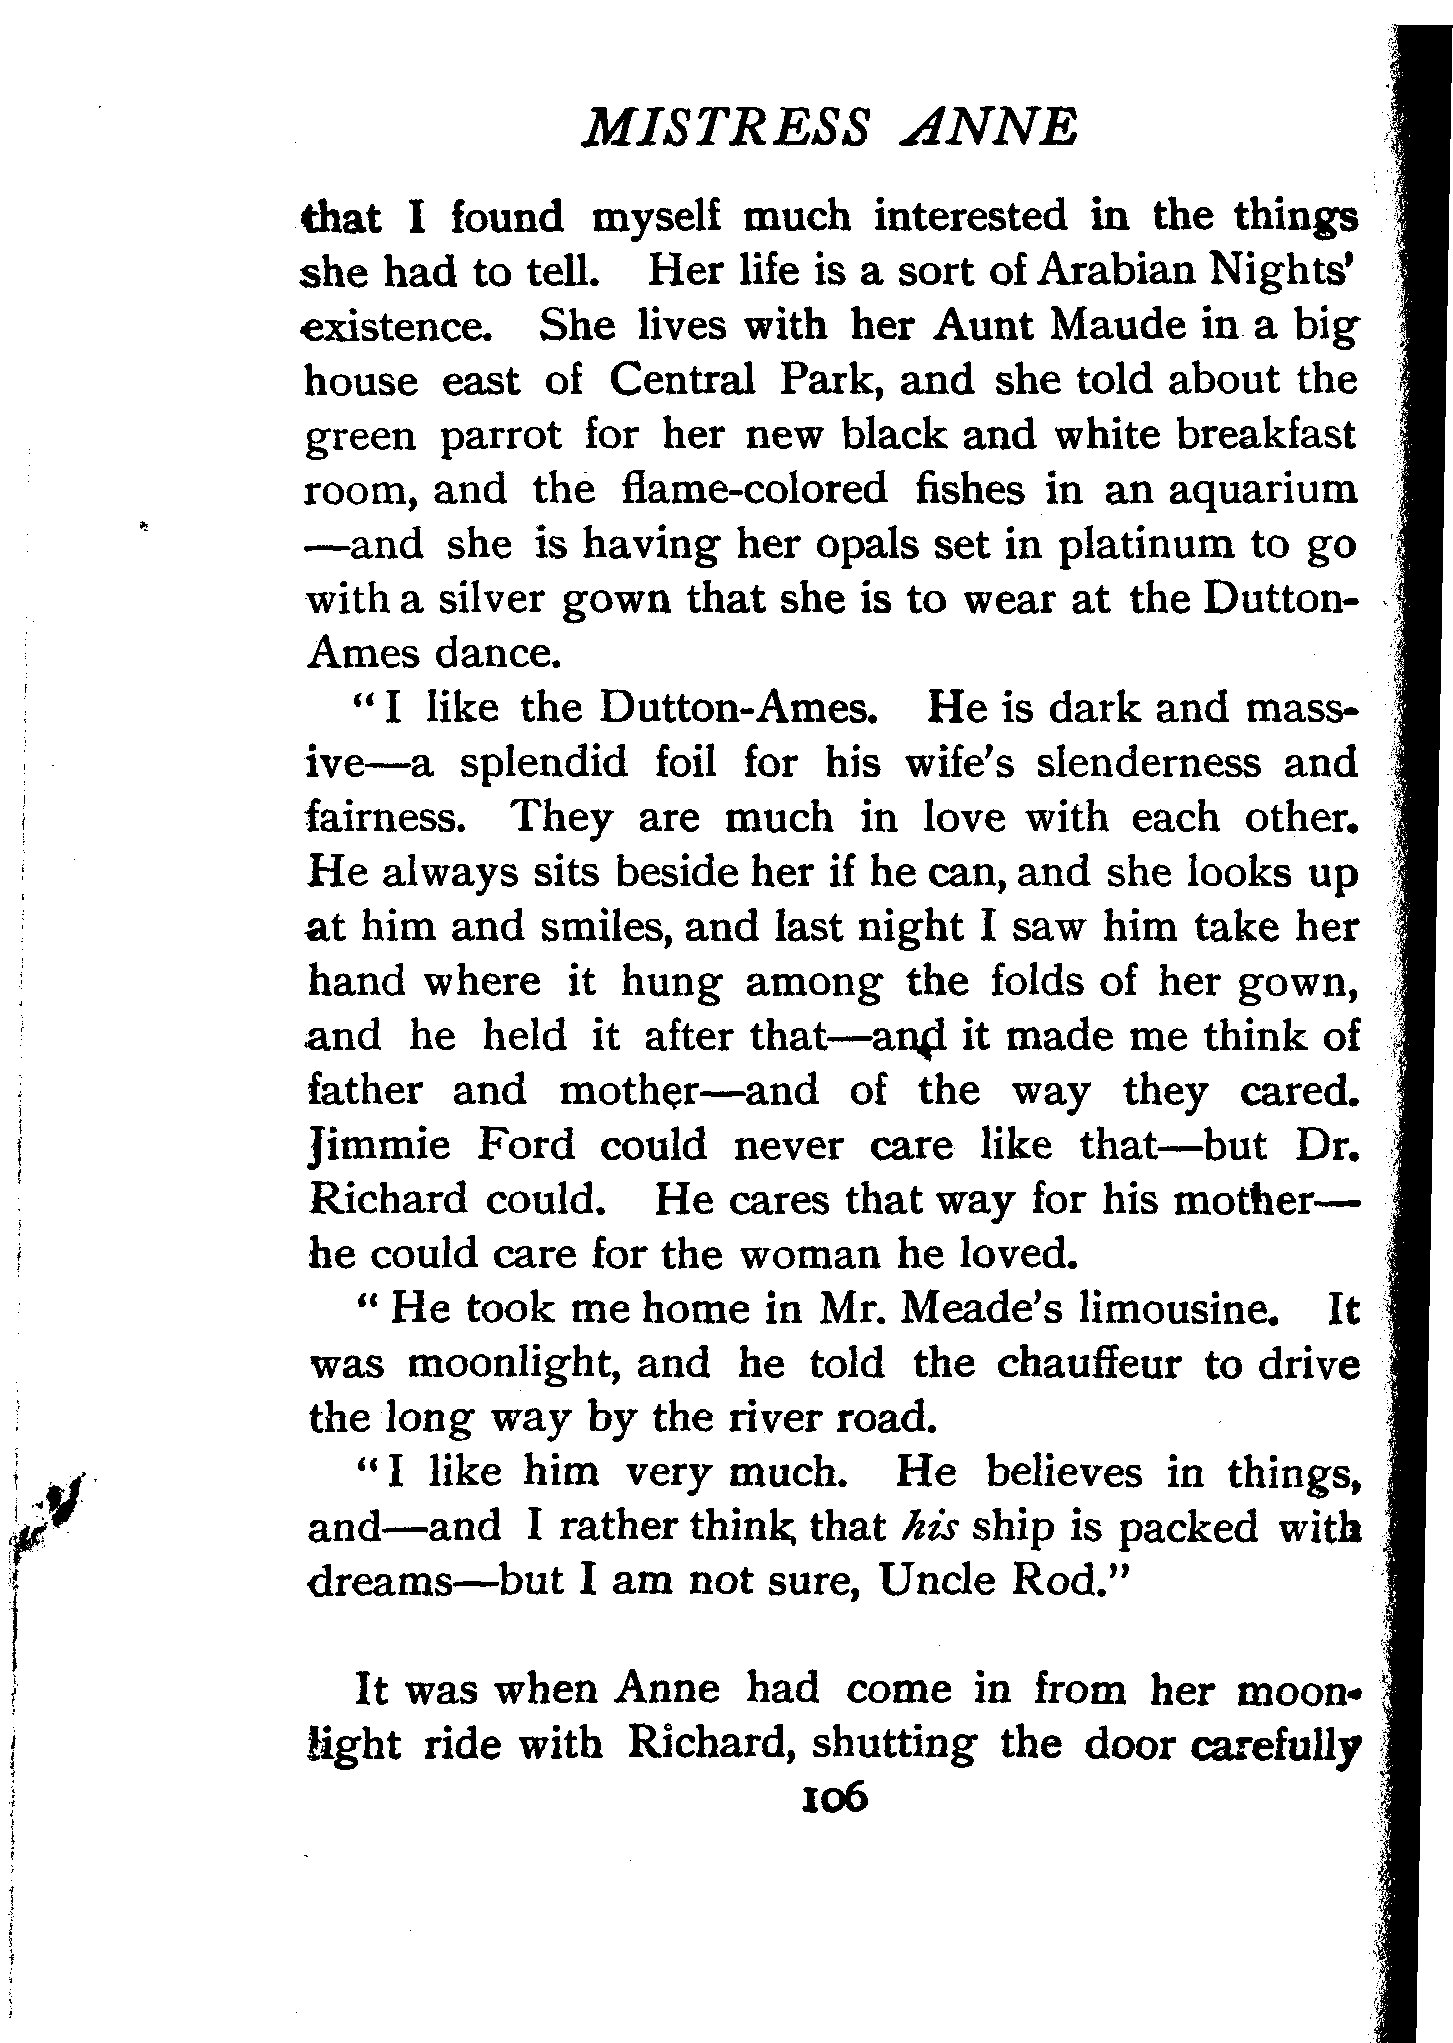 MISTRESS ANNE
that I found myself much interested in the things
she had to tell. Her life is a sort of Arabian Nights'
existence. She lives with her Aunt Maude in a big
house east of Central Park, and she told about the
green parrot for her new black and white breakfast
room, and the flame-colored fishes in an aquarium
—and she is having her opals set in platinum to go
with a silver gown that she is to wear at the Dutton-
Ames dance.
" I like the Dutton-Ames. He is dark and mass-
ive—a splendid foil for his wife's slenderness and
fairness. They are much in love with each other.
He always sits beside her if he can, and she looks up
at him and smiles, and last night I saw him take her
hand where it hung among the folds of her gown,
and he held it after that—and it made me think of
father and mother—and of the way they cared.
Jimmie Ford could never care like that—but Dr.
Richard could. He cares that way for his mother—
he could care for the woman he loved.
" He took me home in Mr. Meade's limousine. It
was moonlight, and he told the chauffeur to drive
the long way by the river road.
" I like him very much. He believes in things,
and—and I rather think that his ship is packed with
dreams—but I am not sure, Uncle Rod."
It was when Anne had come in from her moon-
light ride with Richard, shutting the door carefully
106